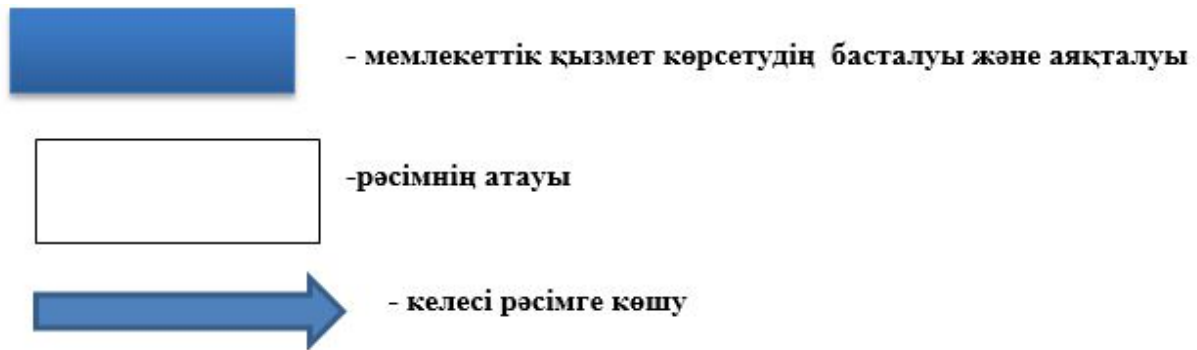 - мемлекеттік қызмет көрсетудің басталуы және аяқталуы
-рәсімнің атауы
- келесі рәсімге көшу